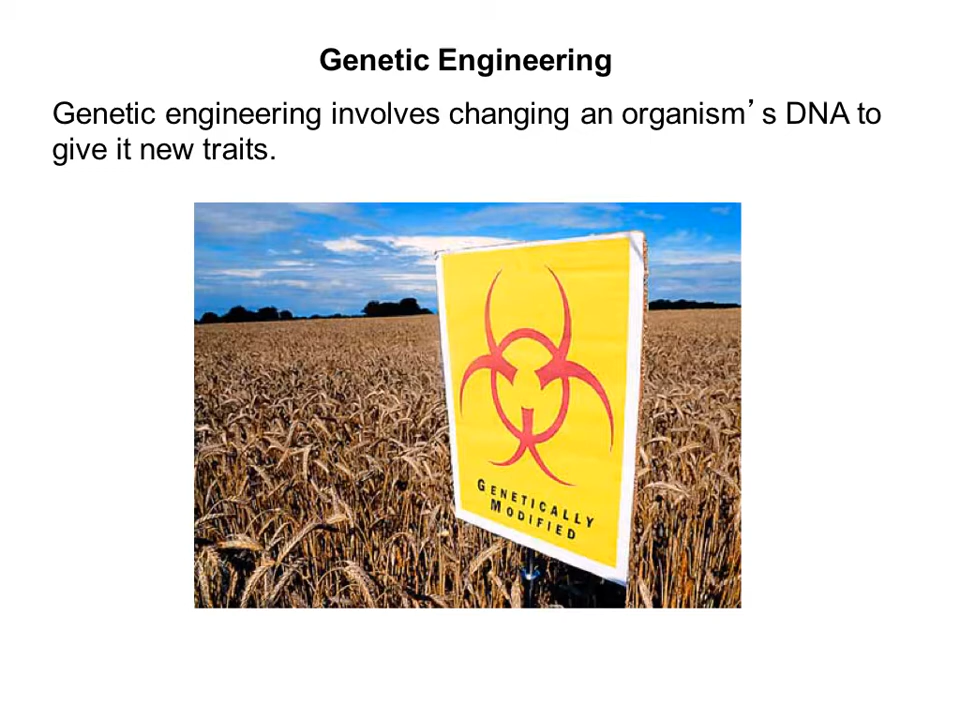 Genetic Engineering
Genetic engineering involves changing an organism’s DNA to
give it new traits.
GENETICALLY
MODIFIED